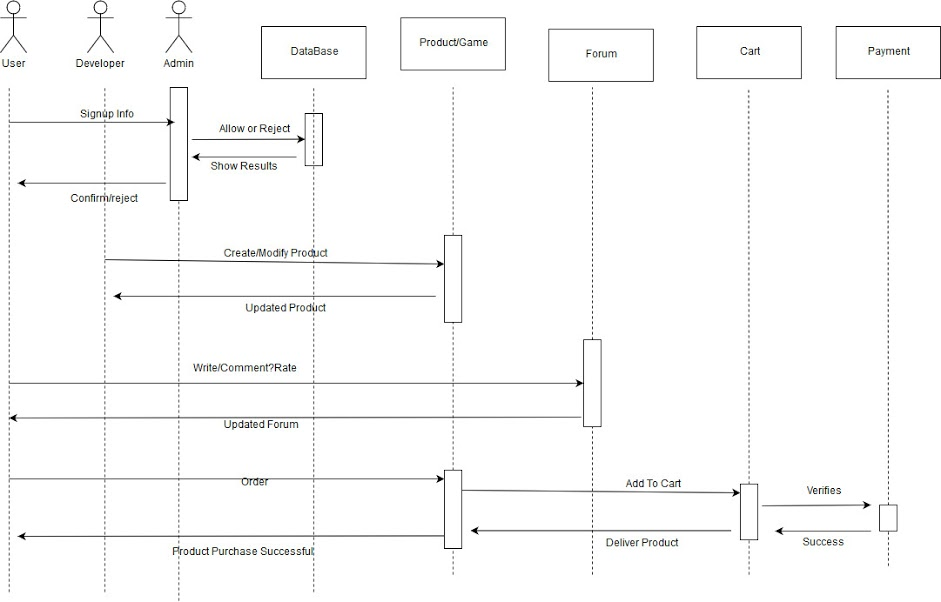 User
Developer
Admin
DataBase
Product/Game
Forum
Cart
Payment
Signup Info
Allow or Reject
Show Results
Confirm/reject
Create/Modify Product
Updated Product
Write/Comment?Rate
Updated Forum
Order
Add To Cart
Verifies
Deliver Product
Success
Product Purchase Successful